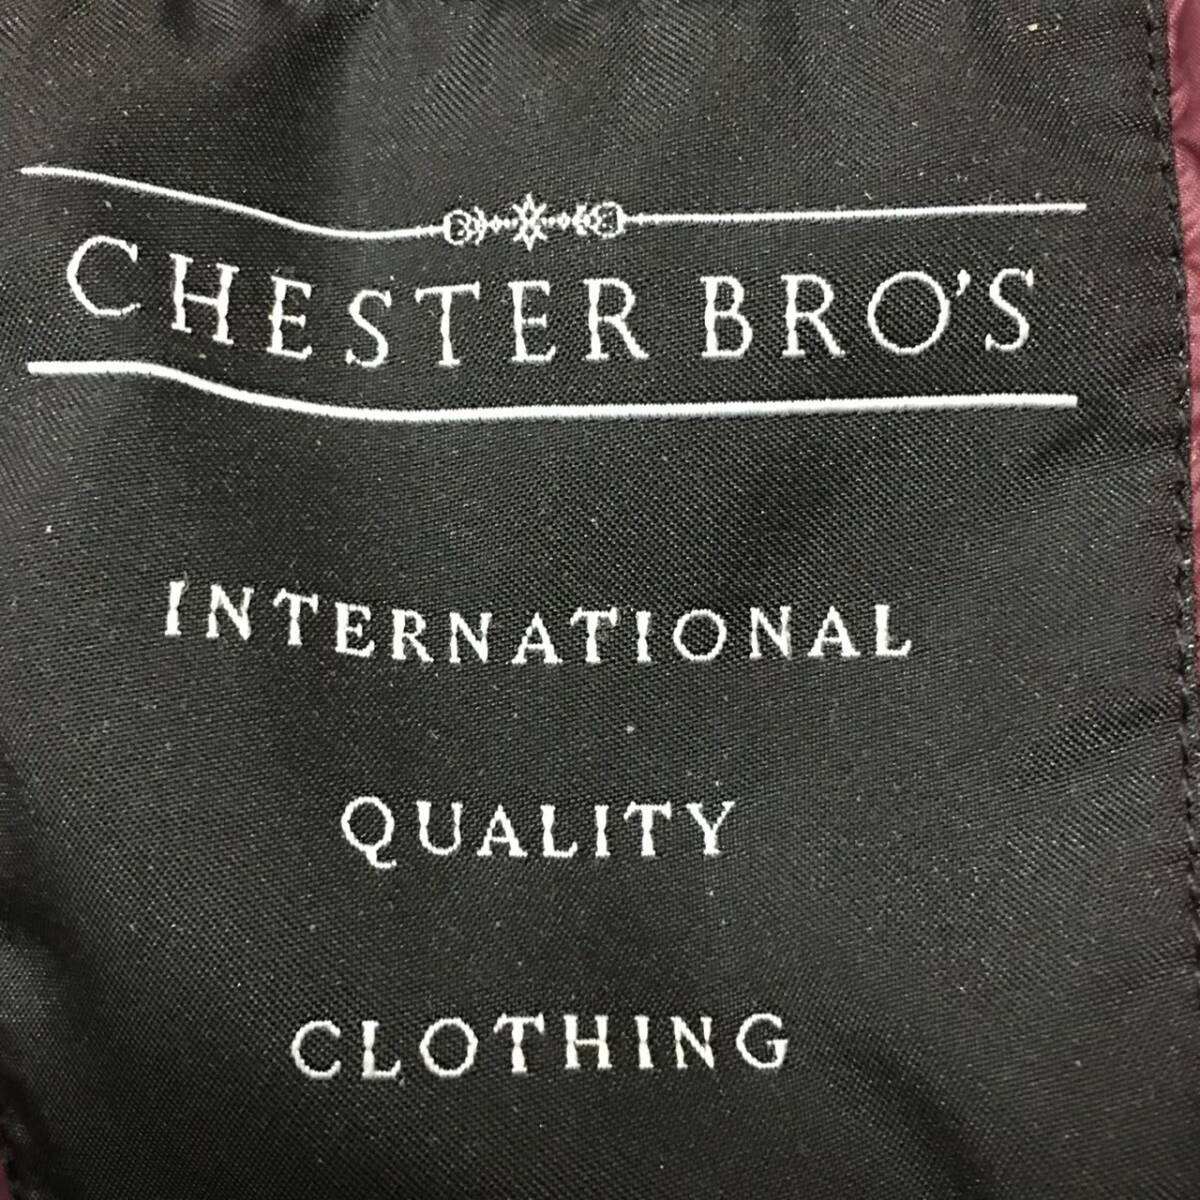 CHESTER BRO'S
INTERNATIONAL
QUALITY
CLOTHING